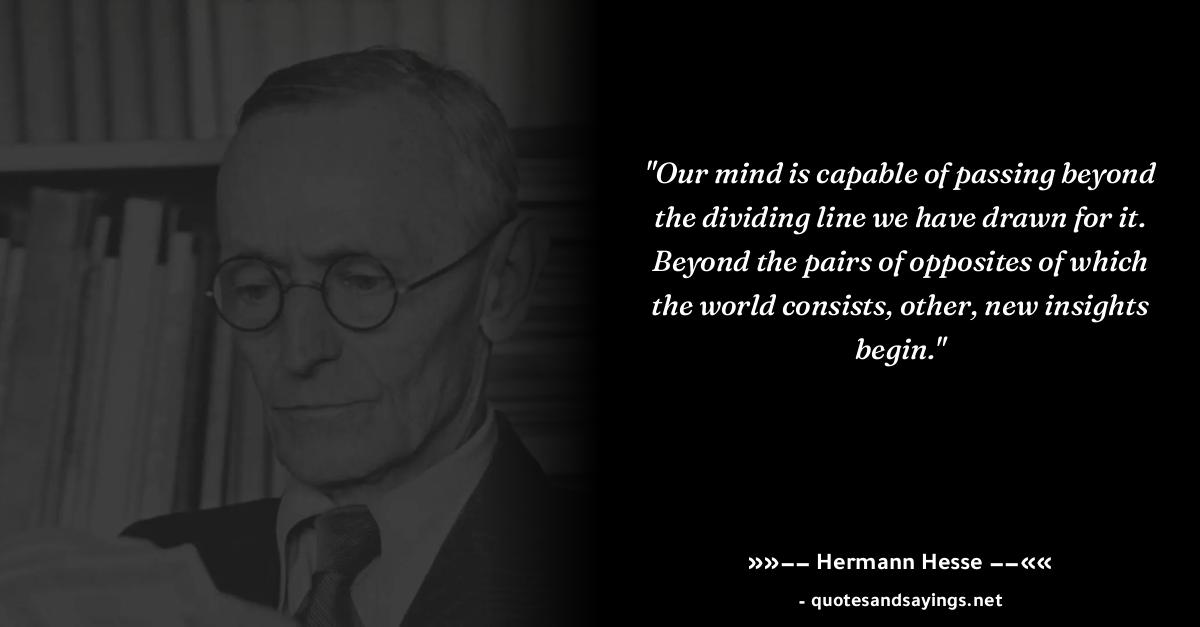 "Our mind is capable of passing beyond
the dividing line we have drawn for it.
Beyond the pairs of opposites of which
the world consists, other, new insights
begin."
»»−− Hermann Hesse −−««
- quotesandsayings.net